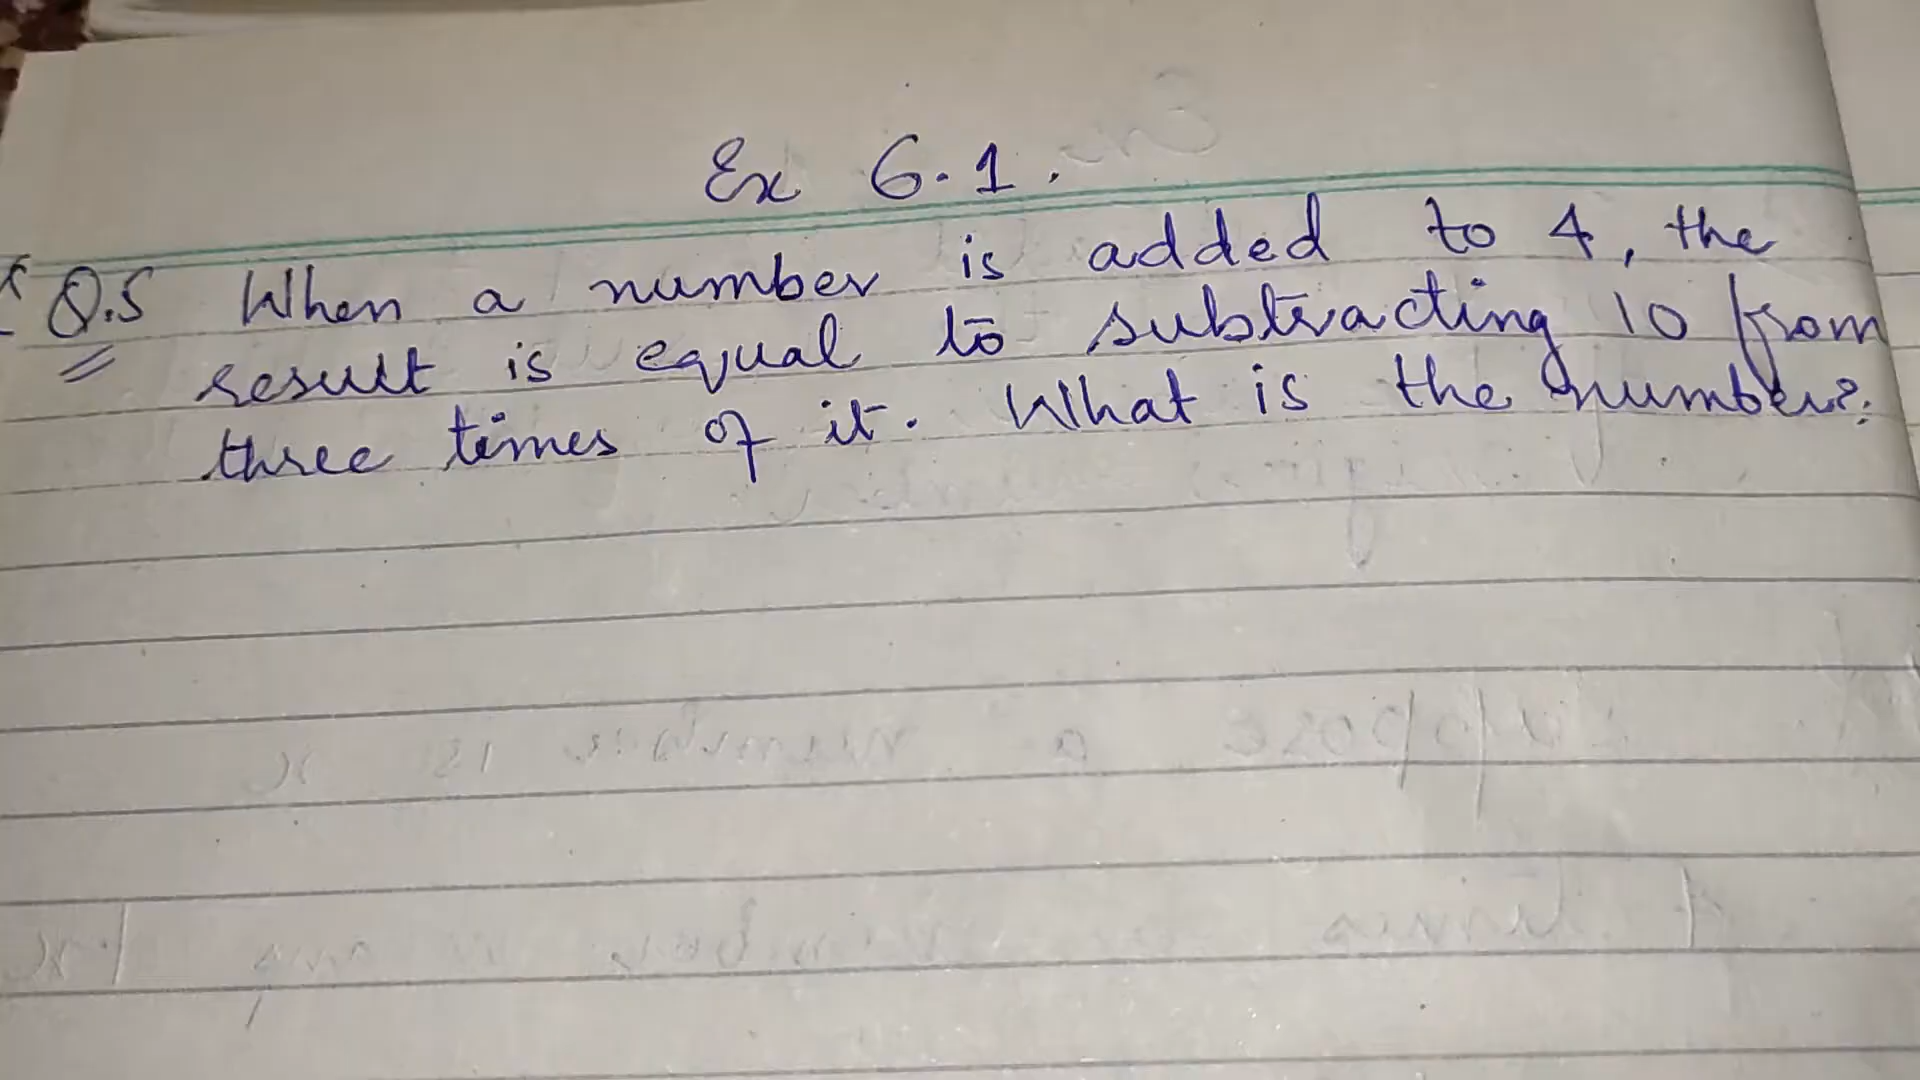 Ex 6.1.
Q.5 When a number is added to 4, the
result is equal to subtracting 10 from
three times of it. What is the number?